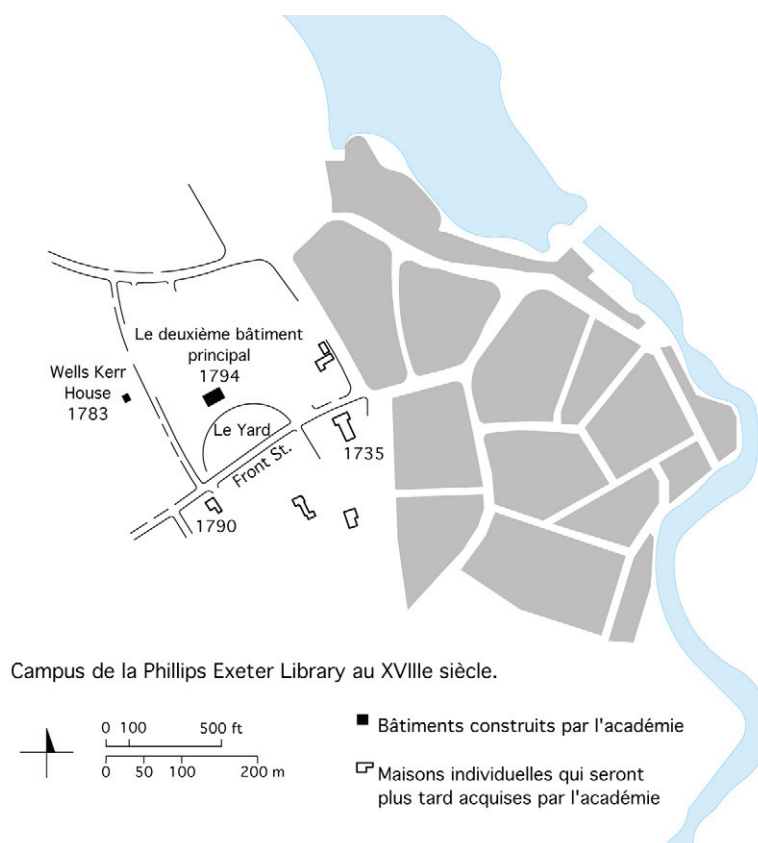 Le deuxième bâtiment
principal
1794
Wells Kerr
House
1783
Le Yard
Front St.
1735
1790
Campus de la Phillips Exeter Library au XVIIIe siècle.
0 100 500 ft
0 50 100 200 m
Bâtiments construits par l'académie
Maisons individuelles qui seront
plus tard acquises par l'académie